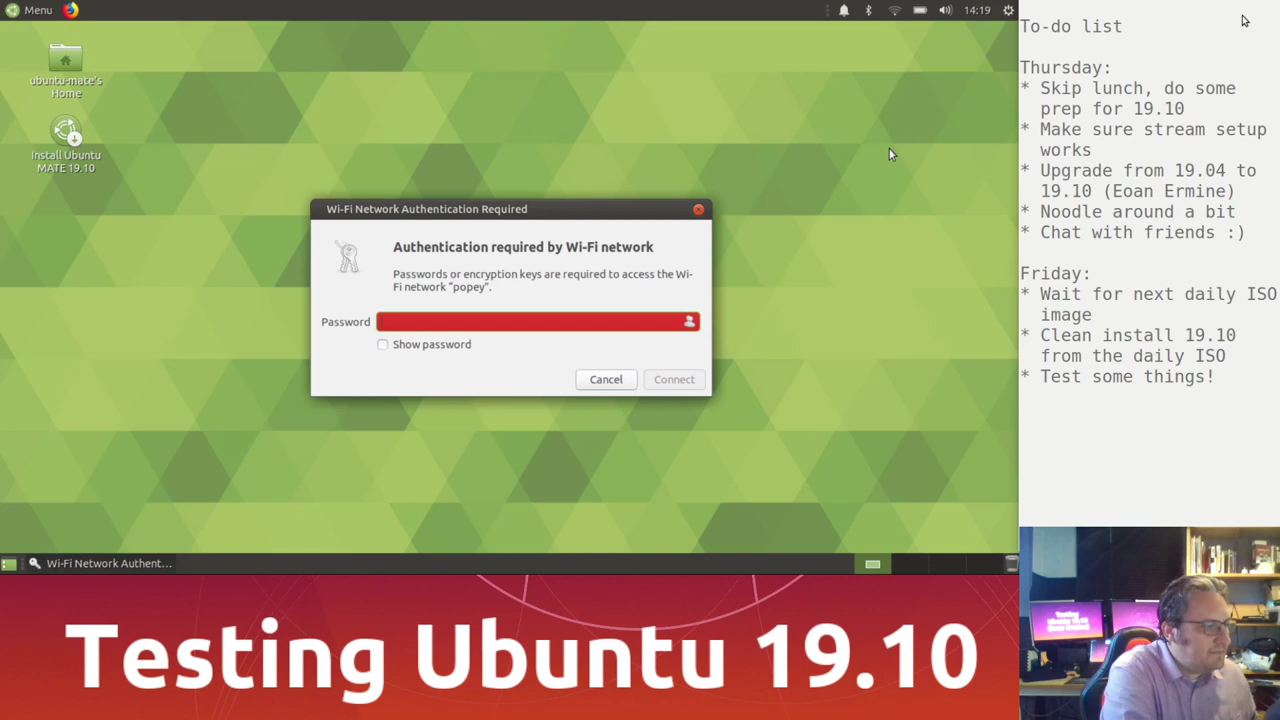 Menu
14:19
To-do list
Thursday:
* Skip lunch, do some
prep for 19.10
* Make sure stream setup
works
* Upgrade from 19.04 to
19.10 (Eoan Ermine)
* Noodle around a bit
* Chat with friends :)
Friday:
* Wait for next daily ISO
image
* Clean install 19.10
from the daily ISO
* Test some things!
ubuntu-mate's
Home
Install Ubuntu
MATE 19.10
Wi-Fi Network Authentication Required
Authentication required by Wi-Fi network
Passwords or encryption keys are required to access the Wi-
Fi network "popey".
Password
Show password
Cancel
Connect
Wi-Fi Network Authent...
Testing Ubuntu 19.10